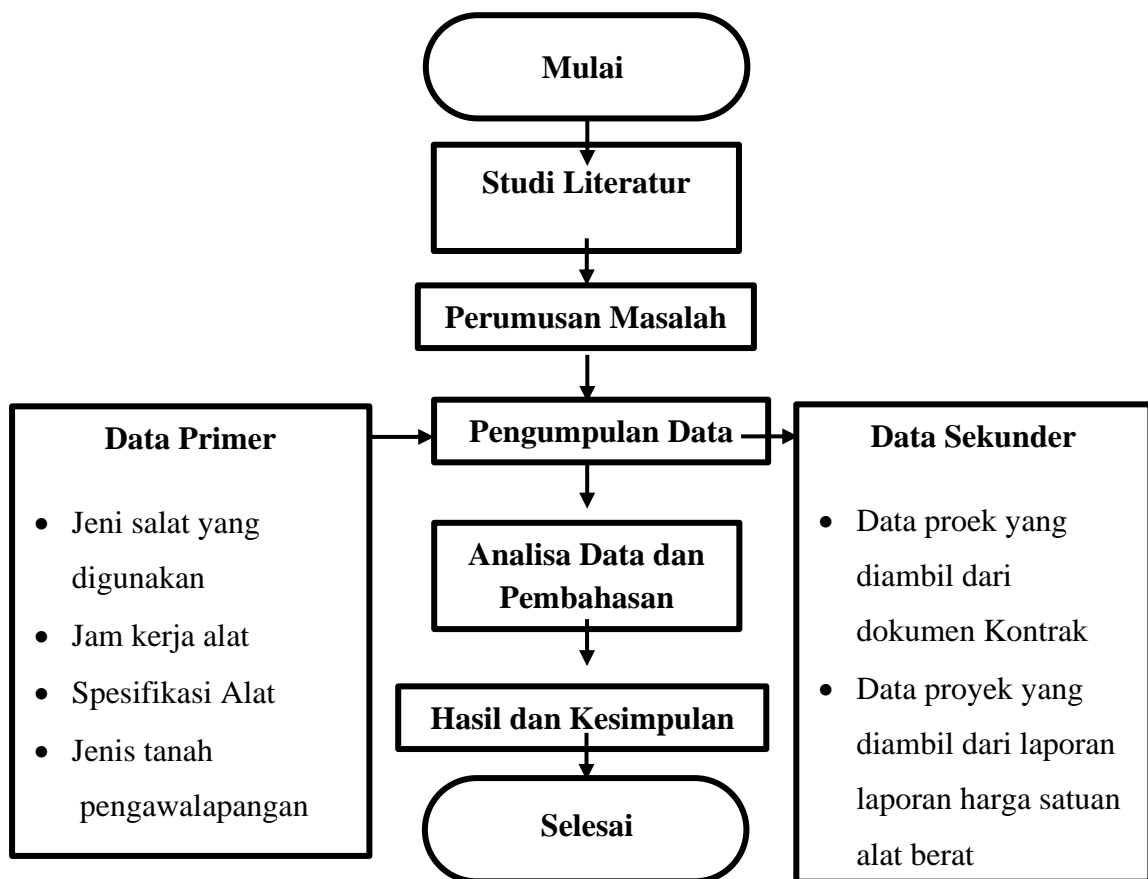 Mulai
Studi Literatur
Perumusan Masalah
Pengumpulan Data
Data Primer
• Jeni salat yang
digunakan
• Jam kerja alat
• Spesifikasi Alat
• Jenis tanah
pengawalapangan
Data Sekunder
• Data proek yang
diambil dari
dokumen Kontrak
• Data proyek yang
diambil dari laporan
laporan harga satuan
alat berat
Analisa Data dan
Pembahasan
Hasil dan Kesimpulan
Selesai